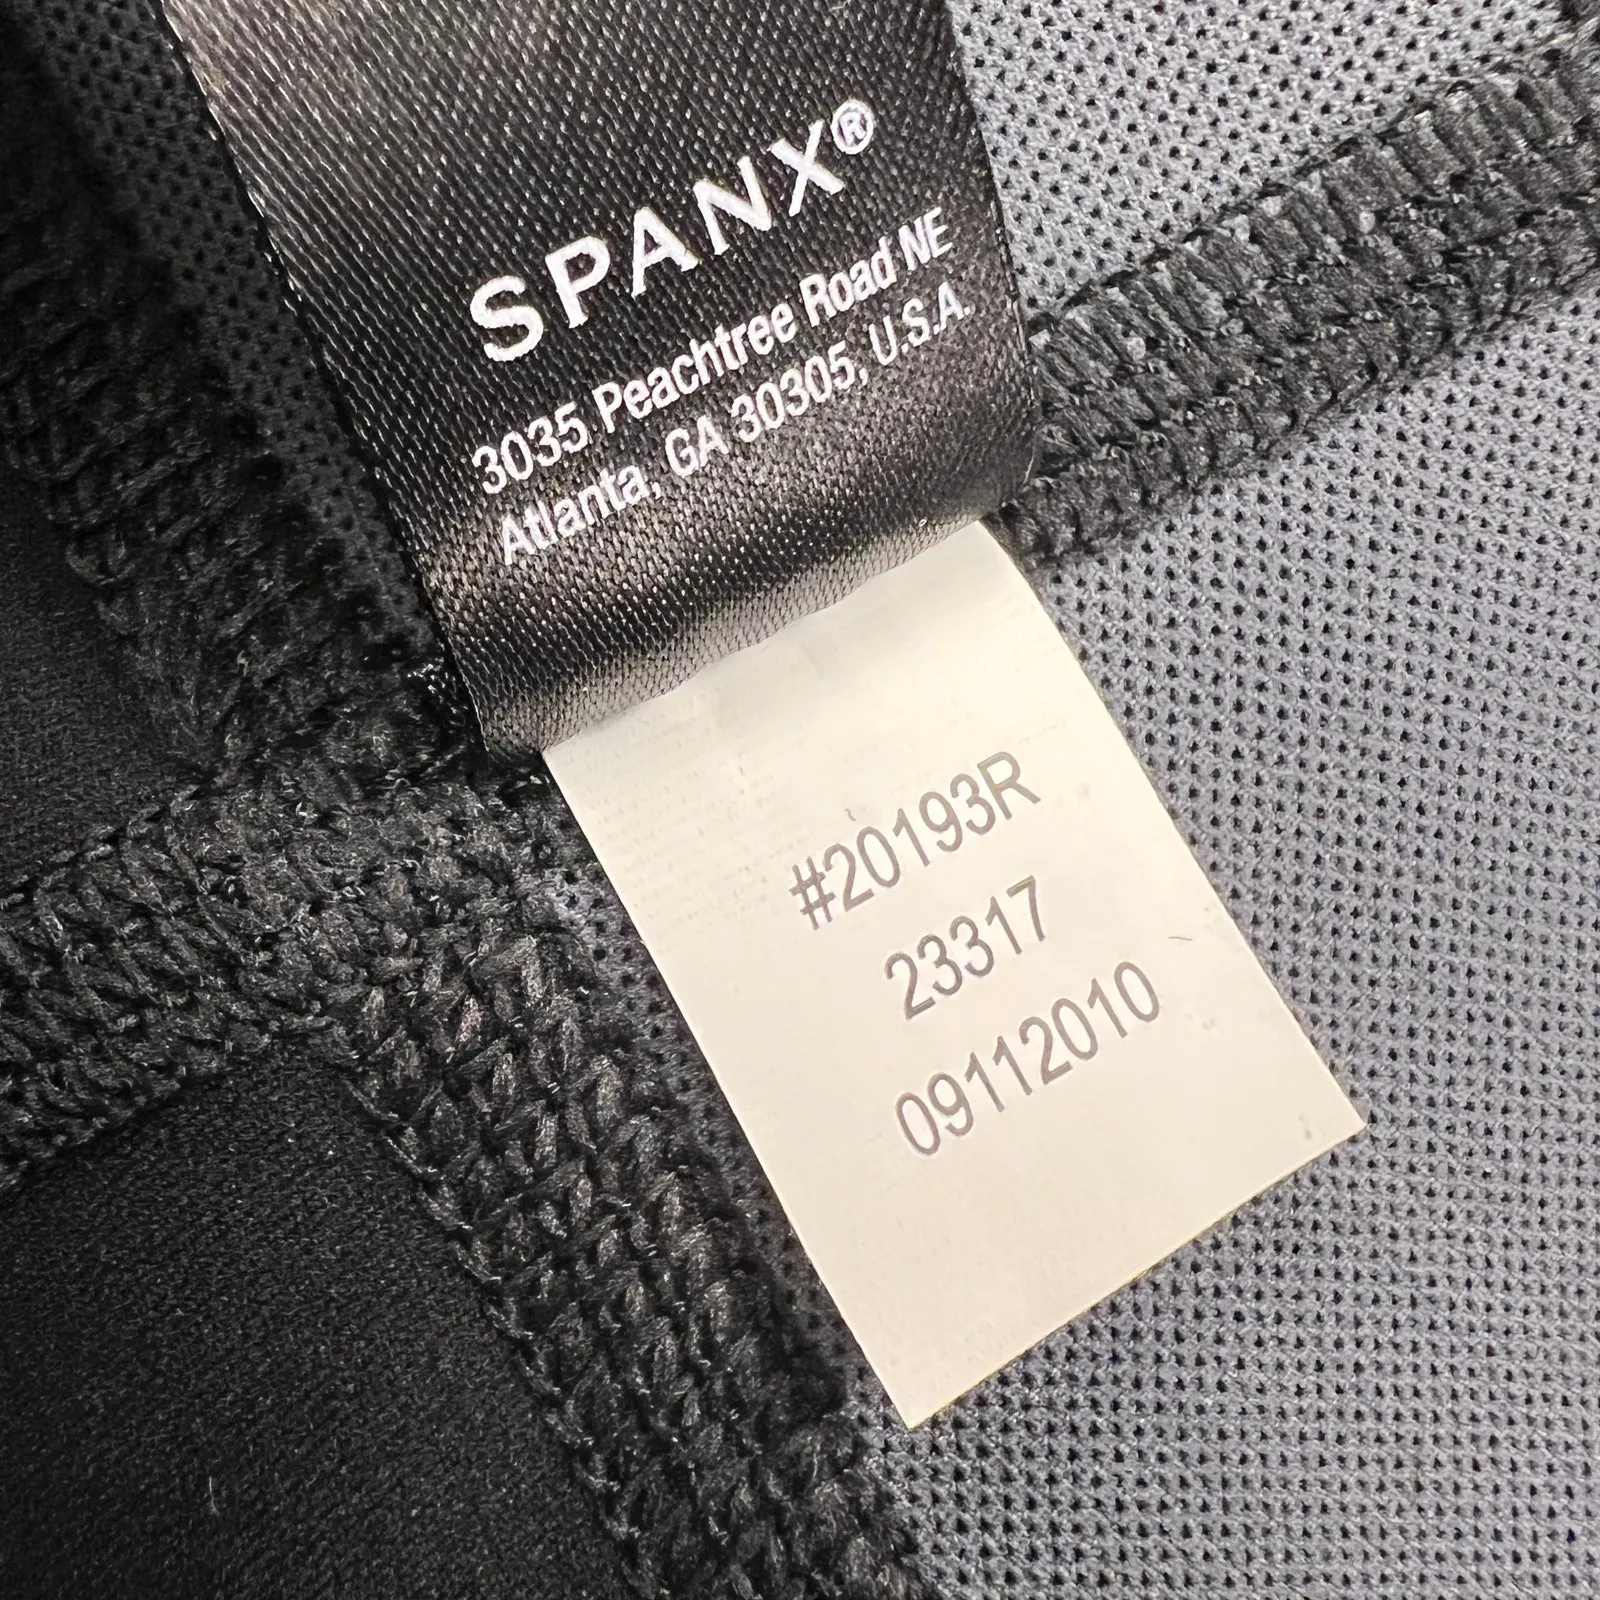 SPANX®
3035 Peachtree Road NE
Atlanta, GA 30305, U.S.A.
#20193R
23317
09112010